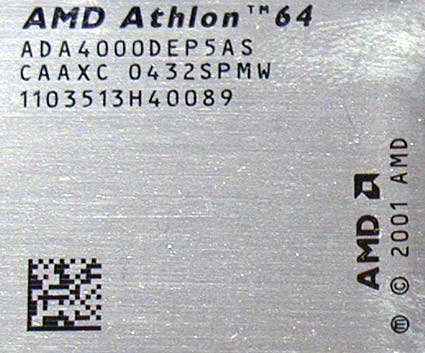 AMD Athlon™64
ADA4000DEP5AS
CAAXC 0432SPMW
1103513H40089
AMD
ⓜ © 2001 AMD